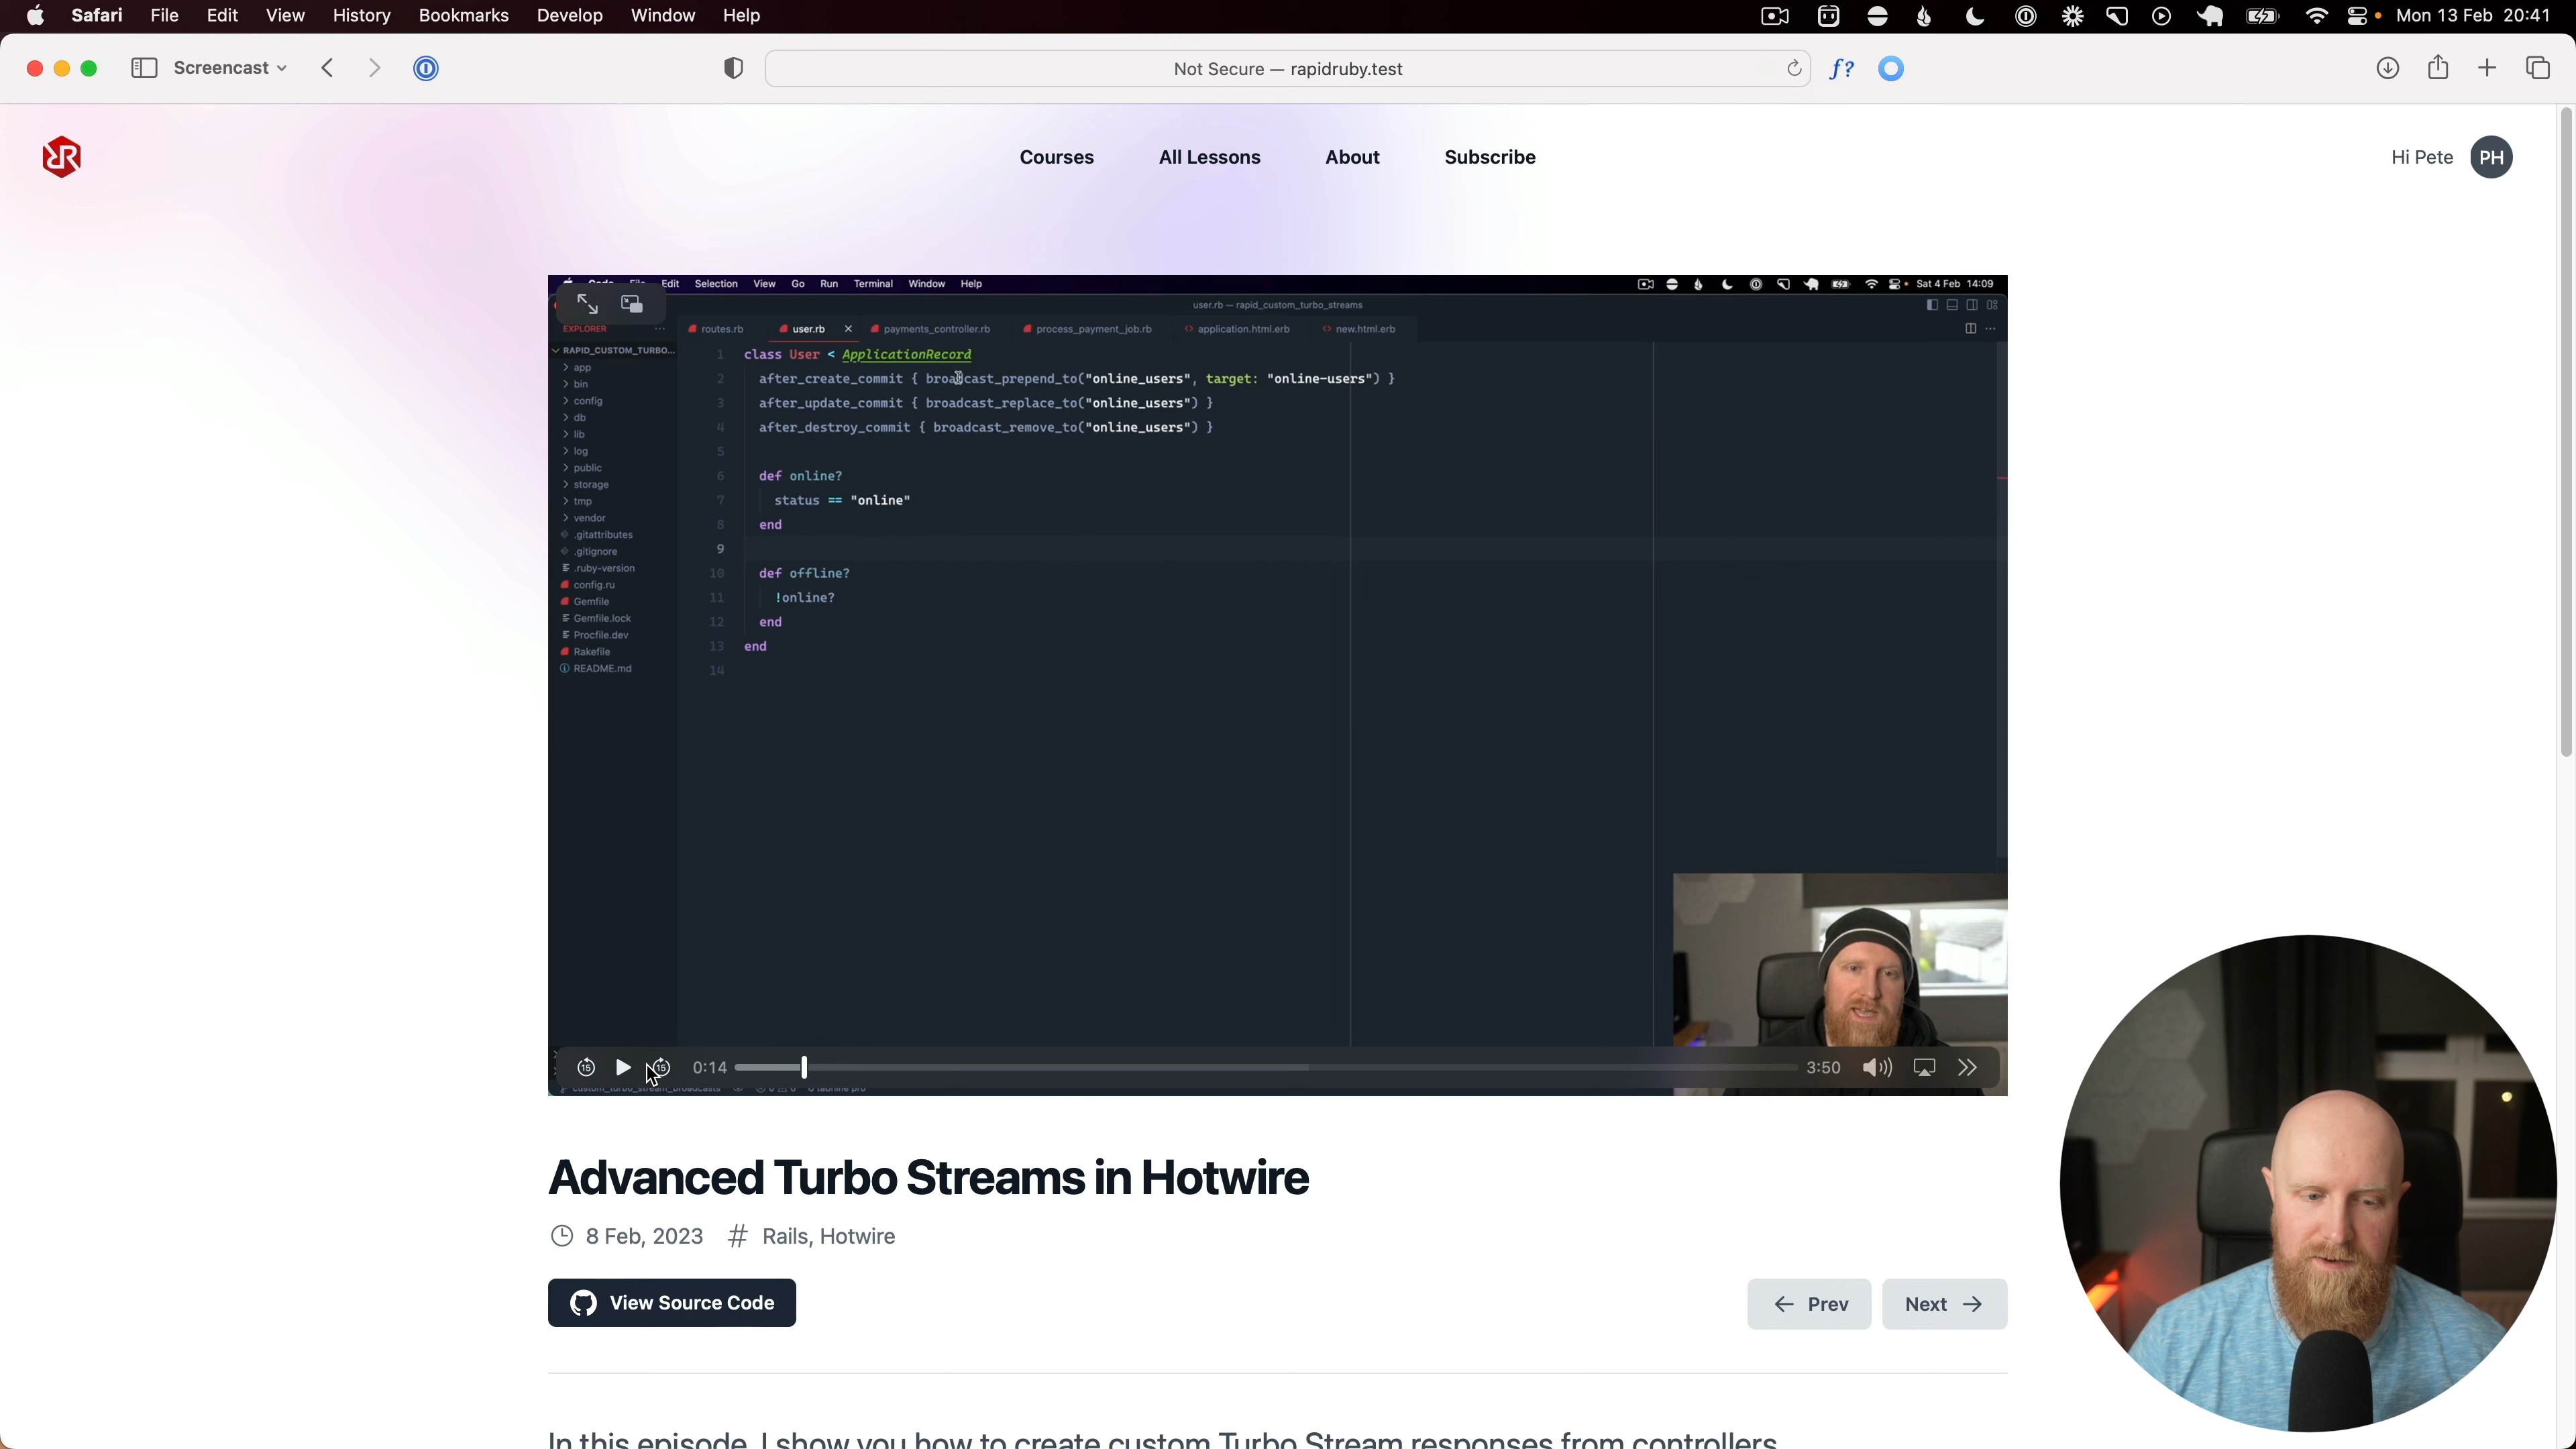 Safari File Edit View History Bookmarks Develop Window Help Mon 13 Feb 20:41
Screencast Not Secure — rapidruby.test f?
Courses All Lessons About Subscribe Hi Pete PH
Edit Selection View Go Run Terminal Window Help Sat 4 Feb 14:09
user.rb — rapid_custom_turbo_streams
EXPLORER ··· routes.rb user.rb payments_controller.rb process_payment_job.rb application.html.erb new.html.erb
RAPID_CUSTOM_TURBO...
app
bin
config
db
lib
log
public
storage
tmp
vendor
.gitattributes
.gitignore
.ruby-version
config.ru
Gemfile
Gemfile.lock
Procfile.dev
Rakefile
README.md
1 class User < ApplicationRecord
2 after_create_commit { broadcast_prepend_to("online_users", target: "online-users") }
3 after_update_commit { broadcast_replace_to("online_users") }
4 after_destroy_commit { broadcast_remove_to("online_users") }
5
6 def online?
7 status == "online"
8 end
9
10 def offline?
11 !online?
12 end
13 end
14
15 15 0:14 3:50
Advanced Turbo Streams in Hotwire
8 Feb, 2023 # Rails, Hotwire
View Source Code ← Prev Next →
In this episode, I show you how to create custom Turbo Stream responses from controllers